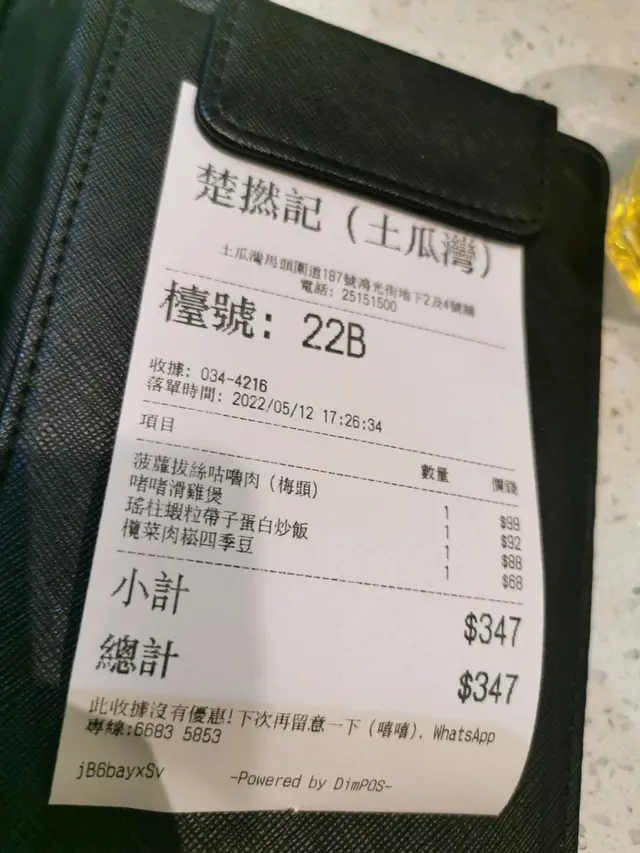 楚撚記（土瓜灣）
土瓜灣馬頭圍道187號鴻光街地下2及4號舖
電話: 25151500
檯號: 22B
收據: 034-4216
落單時間: 2022/05/12 17:26:34
項目 數量 價錢
菠蘿拔絲咕嚕肉（梅頭） 1 $99
啫啫滑雞煲 1 $92
瑤柱蝦粒帶子蛋白炒飯 1 $88
欖菜肉崧四季豆 1 $68
小計 $347
總計 $347
此收據沒有優惠!下次再留意一下（嘻嘻). WhatsApp
專線:6683 5853
jB6bayxSv
-Powered by DimPOS-